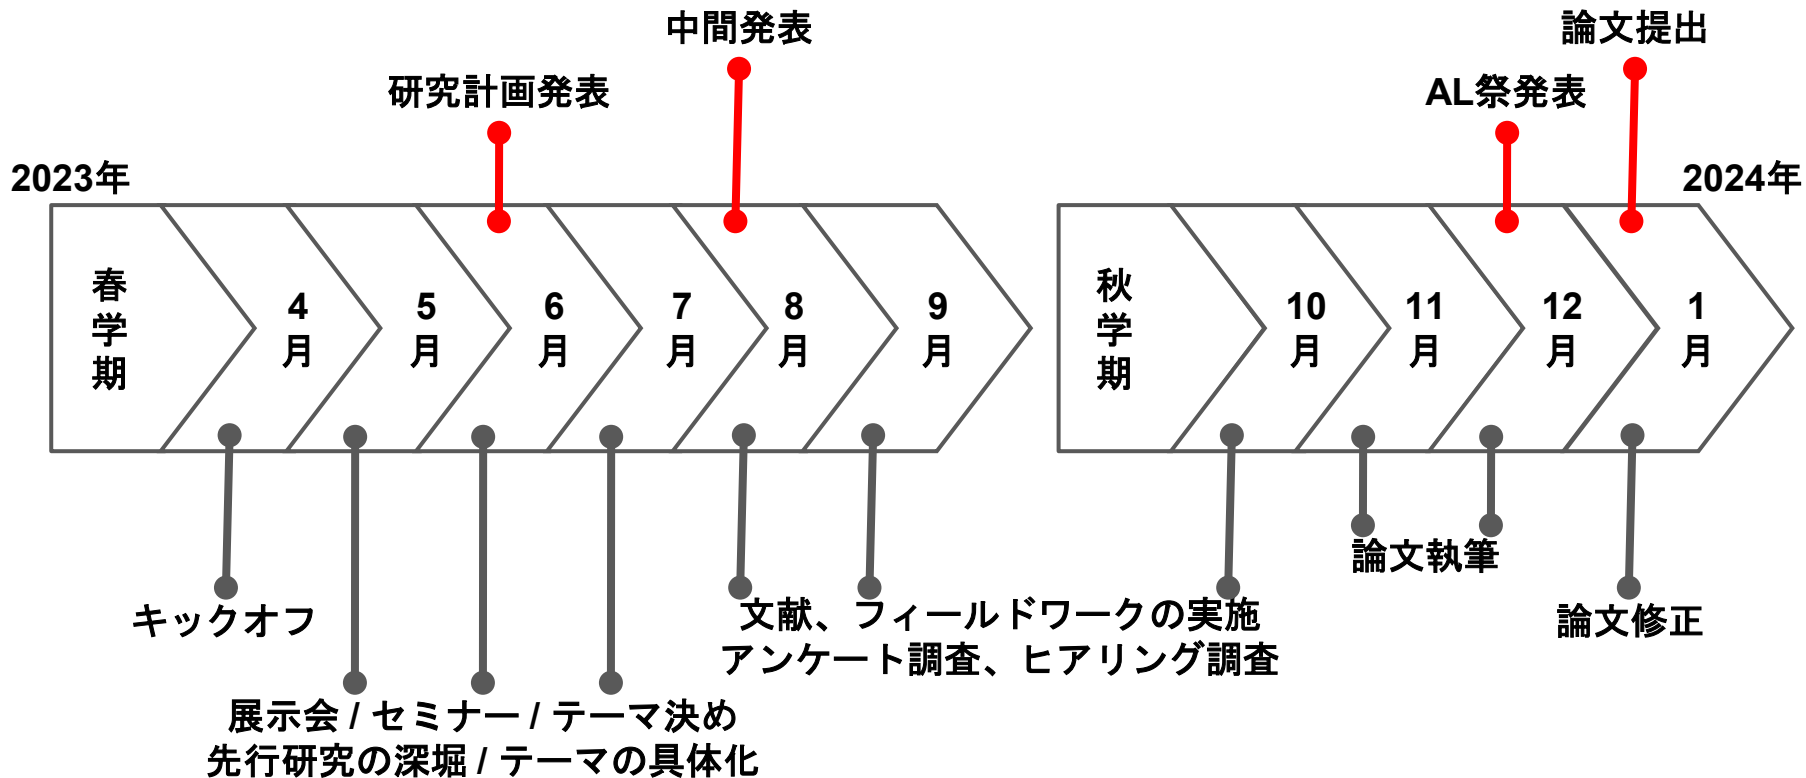 中間発表
論文提出
研究計画発表
AL祭発表
2023年
2024年
春学期
4月
5月
6月
7月
8月
9月
秋学期
10月
11月
12月
1月
論文執筆
キックオフ
文献、フィールドワークの実施
アンケート調査、ヒアリング調査
論文修正
展示会 / セミナー / テーマ決め
先行研究の深堀 / テーマの具体化